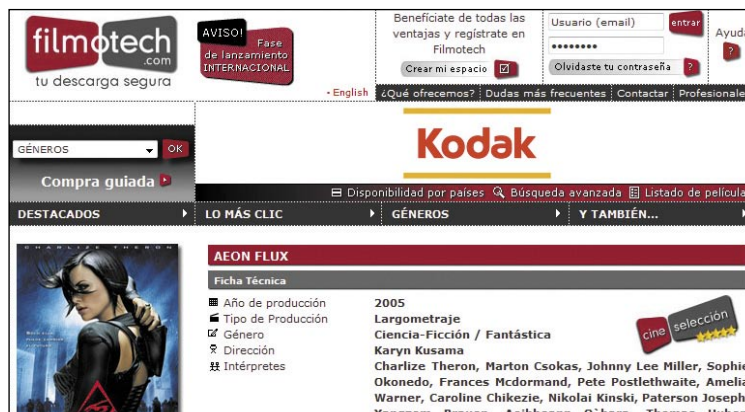 filmotech
.com
tu descarga segura
AVISO!
Fase
de lanzamiento
INTERNACIONAL
Benefíciate de todas las
ventajas y regístrate en
Filmotech
Crear mi espacio
Usuario (email)
entrar
••••••••
Olvidaste tu contraseña ?
Ayuda
?
• English
¿Qué ofrecemos? Dudas más frecuentes Contactar Profesionale
GÉNEROS OK
Compra guiada
Kodak
Disponibilidad por países Búsqueda avanzada Listado de película
DESTACADOS LO MÁS CLIC GÉNEROS Y TAMBIÉN...
CHARLIZE THERON
AEON FLUX
Ficha Técnica
Año de producción 2005
Tipo de Producción Largometraje
Género Ciencia-Ficción / Fantástica
Dirección Karyn Kusama
Intérpretes Charlize Theron, Marton Csokas, Johnny Lee Miller, Sophie
Okonedo, Frances Mcdormand, Pete Postlethwaite, Amelia
Warner, Caroline Chikezie, Nikolai Kinski, Paterson Joseph
cine selección